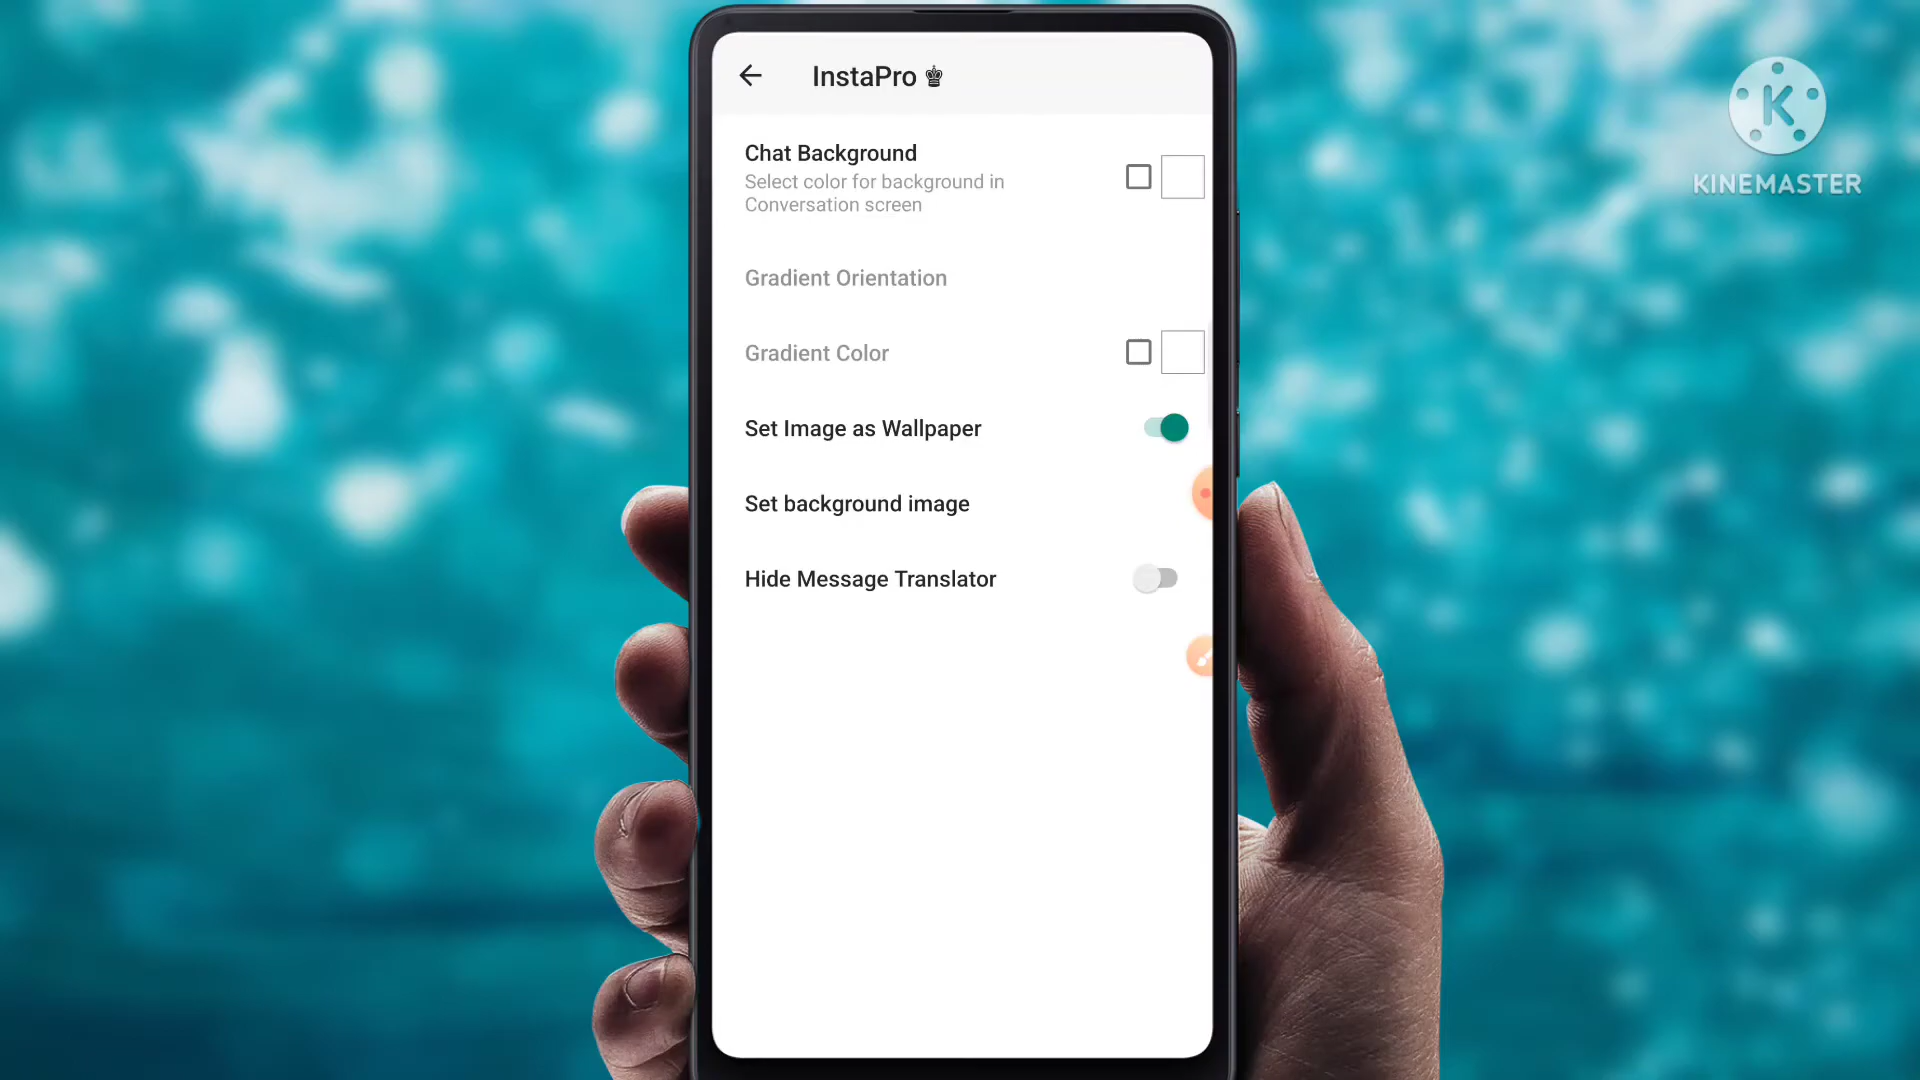 InstaPro ♚
Chat Background
Select color for background in
Conversation screen
Gradient Orientation
Gradient Color
Set Image as Wallpaper
Set background image
Hide Message Translator
K
KINEMASTER